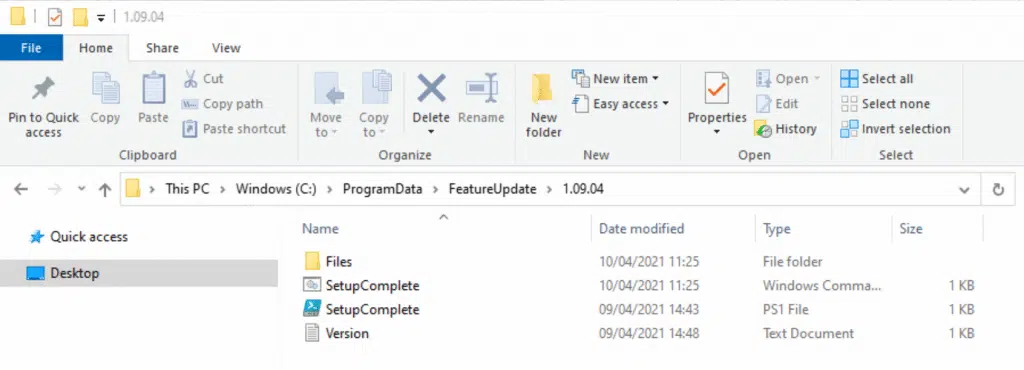 1.09.04
File Home Share View
Cut
Copy path
Paste shortcut
Pin to Quick access
Copy
Paste
Clipboard
Move to
Copy to
Delete
Rename
Organize
New folder
New item
Easy access
New
Properties
Open
Edit
History
Open
Select all
Select none
Invert selection
Select
This PC > Windows (C:) > ProgramData > FeatureUpdate > 1.09.04
Quick access
Desktop
Name Date modified Type Size
Files 10/04/2021 11:25 File folder
SetupComplete 10/04/2021 11:25 Windows Comma... 1 KB
SetupComplete 09/04/2021 14:43 PS1 File 1 KB
Version 09/04/2021 14:48 Text Document 1 KB